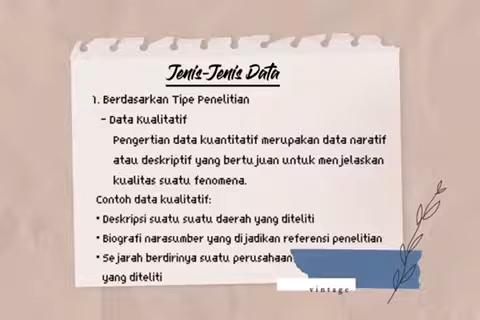 Jenis-Jenis Data
1. Berdasarkan Tipe Penelitian
- Data Kualitatif
Pengertian data kuantitatif merupakan data naratif
atau deskriptif yang bertujuan untuk menjelaskan
kualitas suatu fenomena.
Contoh data kualitatif:
• Deskripsi suatu suatu daerah yang diteliti
• Biografi narasumber yang dijadikan referensi penelitian
• Sejarah berdirinya suatu perusahaan
yang diteliti
vintage